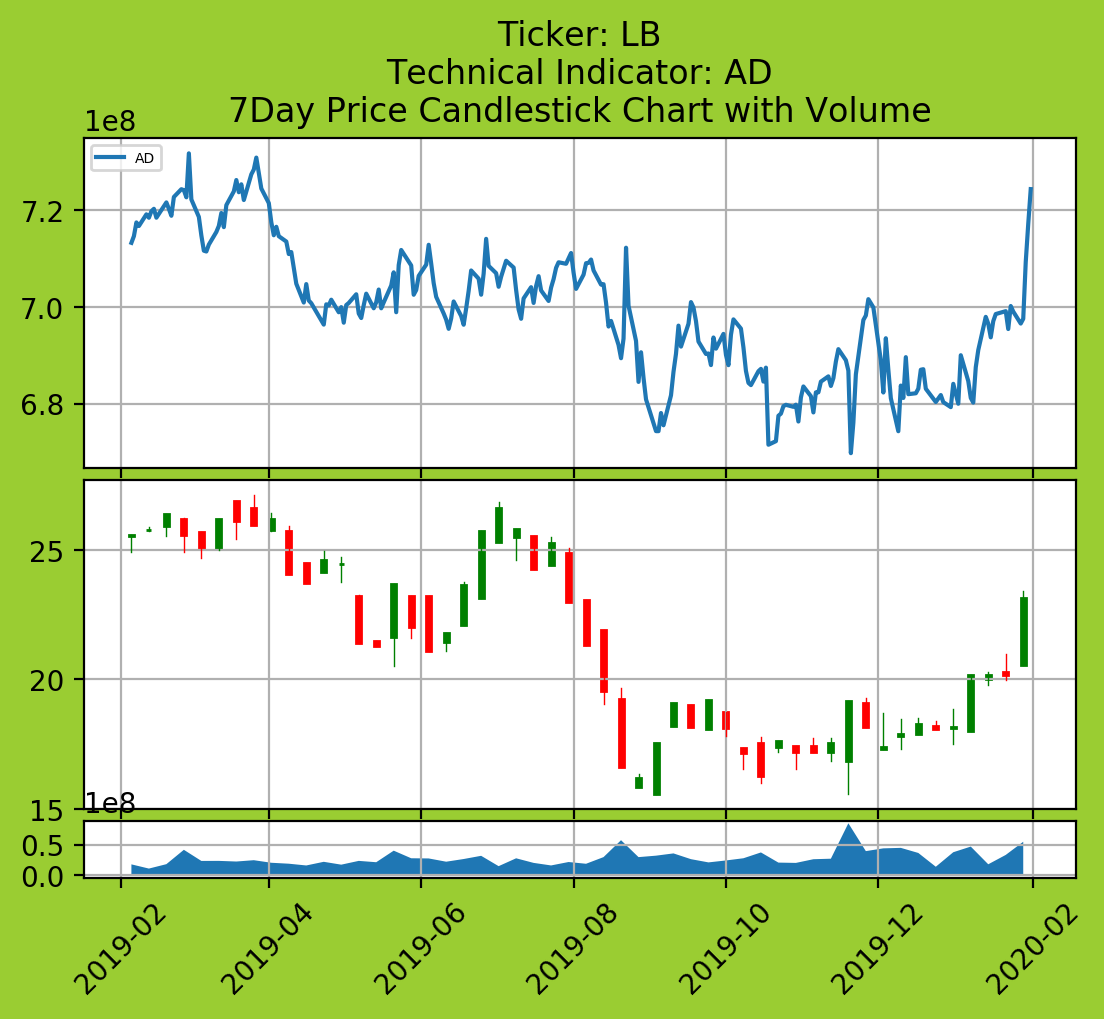 Ticker: LB
Technical Indicator: AD
7Day Price Candlestick Chart with Volume
1e8
AD
7.2
7.0
6.8
25
20
15
1e8
0.5
0.0
2019-02
2019-04
2019-06
2019-08
2019-10
2019-12
2020-02